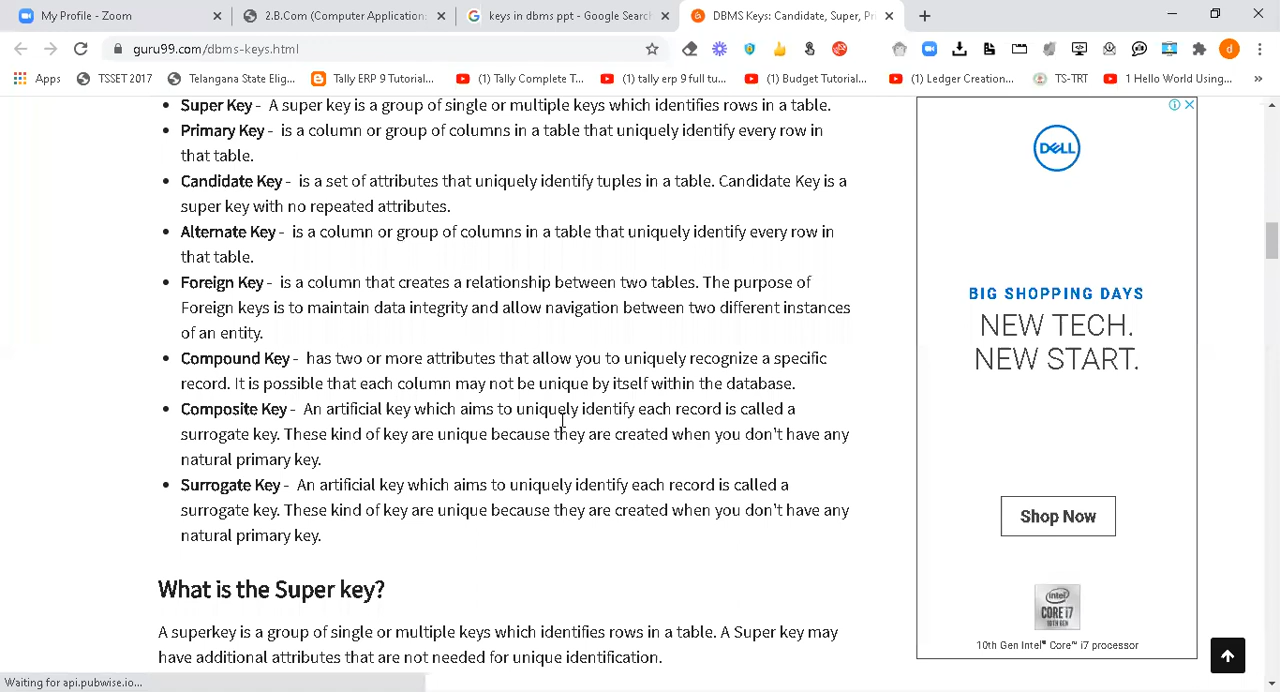 My Profile - Zoom
2.B.Com (Computer Application:
keys in dbms ppt - Google Search
DBMS Keys: Candidate, Super, Pri
guru99.com/dbms-keys.html
d
Apps
TSSET 2017
Telangana State Elig...
Tally ERP 9 Tutorial...
(1) Tally Complete T...
(1) tally erp 9 full tu...
(1) Budget Tutorial...
(1) Ledger Creation...
TS-TRT
1 Hello World Using...
»
Super Key - A super key is a group of single or multiple keys which identifies rows in a table.
Primary Key - is a column or group of columns in a table that uniquely identify every row in
that table.
Candidate Key - is a set of attributes that uniquely identify tuples in a table. Candidate Key is a
super key with no repeated attributes.
Alternate Key - is a column or group of columns in a table that uniquely identify every row in
that table.
Foreign Key - is a column that creates a relationship between two tables. The purpose of
Foreign keys is to maintain data integrity and allow navigation between two different instances
of an entity.
Compound Key - has two or more attributes that allow you to uniquely recognize a specific
record. It is possible that each column may not be unique by itself within the database.
Composite Key - An artificial key which aims to uniquely identify each record is called a
surrogate key. These kind of key are unique because they are created when you don't have any
natural primary key.
Surrogate Key - An artificial key which aims to uniquely identify each record is called a
surrogate key. These kind of key are unique because they are created when you don't have any
natural primary key.
What is the Super key?
A superkey is a group of single or multiple keys which identifies rows in a table. A Super key may
have additional attributes that are not needed for unique identification.
DELL
BIG SHOPPING DAYS
NEW TECH.
NEW START.
Shop Now
intel
CORE i7
10TH GEN
10th Gen Intel® Core™ i7 processor
Waiting for api.pubwise.io...